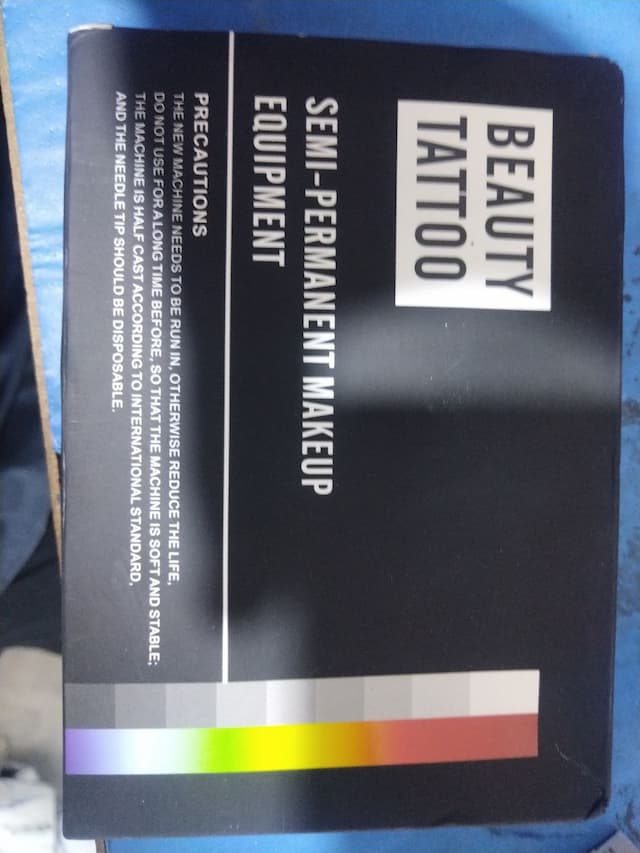 BEAUTY
TATTOO
SEMI-PERMANENT MAKEUP
EQUIPMENT
PRECAUTIONS
THE NEW MACHINE NEEDS TO BE RUN IN, OTHERWISE REDUCE THE LIFE,
DO NOT USE FOR A LONG TIME BEFORE, SO THAT THE MACHINE IS SOFT AND STABLE;
THE MACHINE IS HALF CAST ACCORDING TO INTERNATIONAL STANDARD,
AND THE NEEDLE TIP SHOULD BE DISPOSABLE.